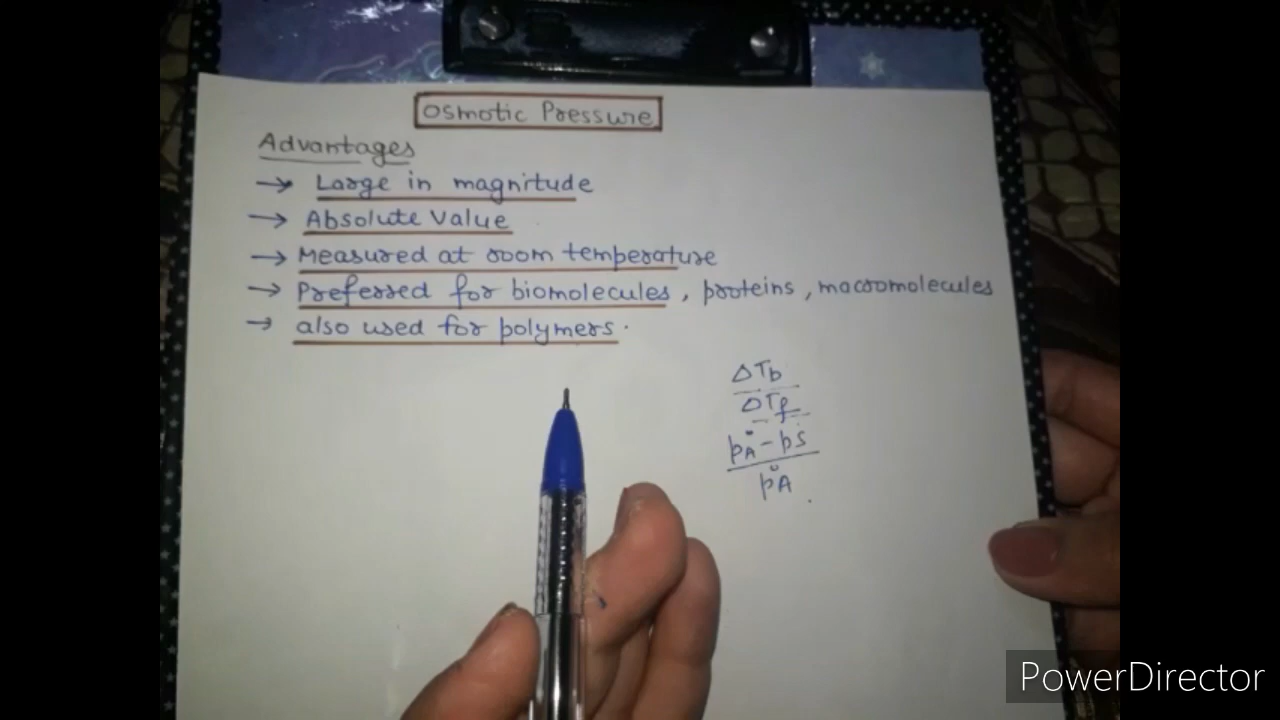 Osmotic Pressure
Advantages
→ Large in magnitude
→ Absolute Value
→ Measured at room temperature
→ Preferred for biomolecules, proteins, macromolecules
→ also used for polymers.
ΔTb
ΔTf
p°A - ps
p°A
PowerDirector